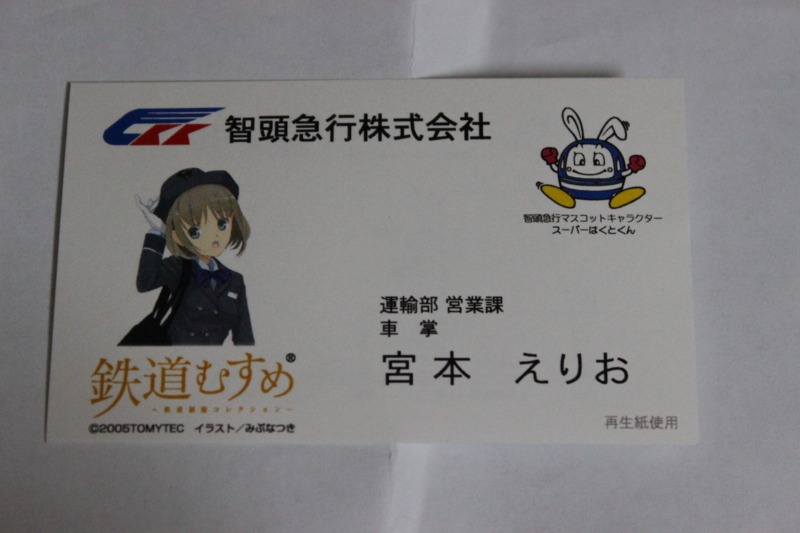 智頭急行株式会社
智頭急行マスコットキャラクター
スーパーはくとくん
運輸部 営業課
車 掌
宮本 えりお
鉄道むすめ®
～鉄道制服コレクション～
©2005TOMYTEC イラスト／みぶなつき
再生紙使用